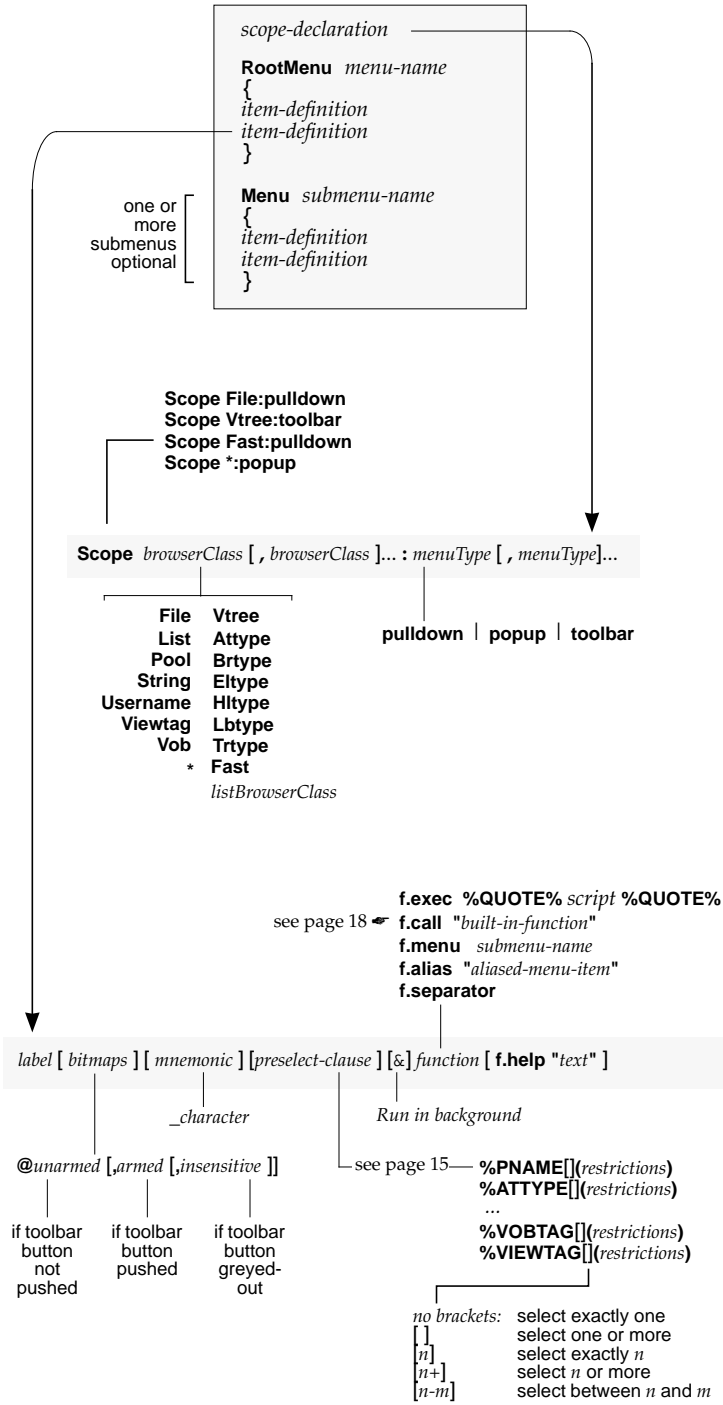 scope-declaration
RootMenu menu-name
{
item-definition
item-definition
}
one or
more
submenus
optional
Menu submenu-name
{
item-definition
item-definition
}
Scope File:pulldown
Scope Vtree:toolbar
Scope Fast:pulldown
Scope *:popup
Scope browserClass [ , browserClass ]... : menuType [ , menuType]...
File Vtree
List Attype
Pool Brtype
String Eltype
Username Hltype
Viewtag Lbtype
Vob Trtype
* Fast
listBrowserClass
pulldown | popup | toolbar
f.exec %QUOTE% script %QUOTE%
see page 18 ☛ f.call "built-in-function"
f.menu submenu-name
f.alias "aliased-menu-item"
f.separator
label [ bitmaps ] [ mnemonic ] [preselect-clause ] [&] function [ f.help "text" ]
_character
Run in background
@unarmed [,armed [,insensitive ]]
if toolbar
button
not
pushed
if toolbar
button
pushed
if toolbar
button
greyed-
out
see page 15
%PNAME[](restrictions)
%ATTYPE[](restrictions)
...
%VOBTAG[](restrictions)
%VIEWTAG[](restrictions)
no brackets: select exactly one
[ ] select one or more
[n] select exactly n
[n+] select n or more
[n-m] select between n and m